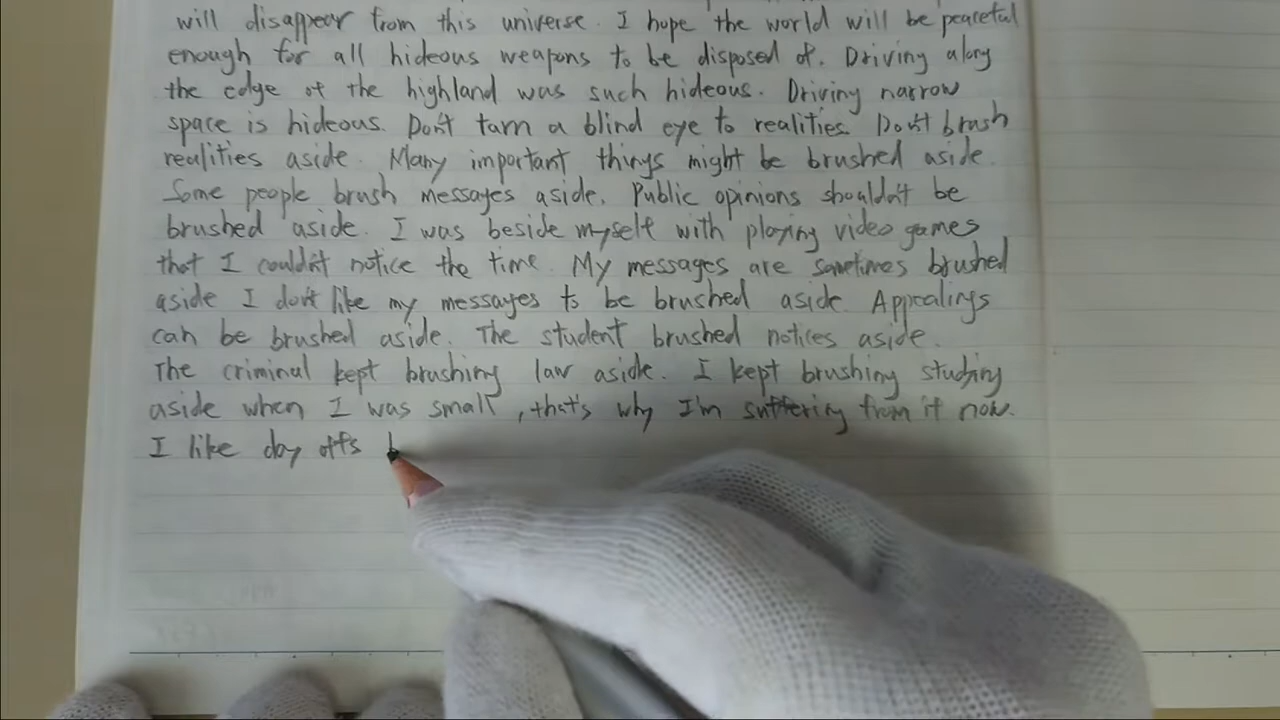 will disappear from this universe. I hope the world will be peaceful
enough for all hideous weapons to be disposed of. Driving along
the edge of the highland was such hideous. Driving narrow
space is hideous. Don't turn a blind eye to realities. Don't brush
realities aside. Many important things might be brushed aside.
Some people brush messages aside. Public opinions shouldn't be
brushed aside. I was beside myself with playing video games
that I couldn't notice the time. My messages are sometimes brushed
aside I don't like my messages to be brushed aside. Appealings
can be brushed aside. The student brushed notices aside.
The criminal kept brushing law aside. I kept brushing studying
aside when I was small, that's why I'm suffering from it now.
I like day offs